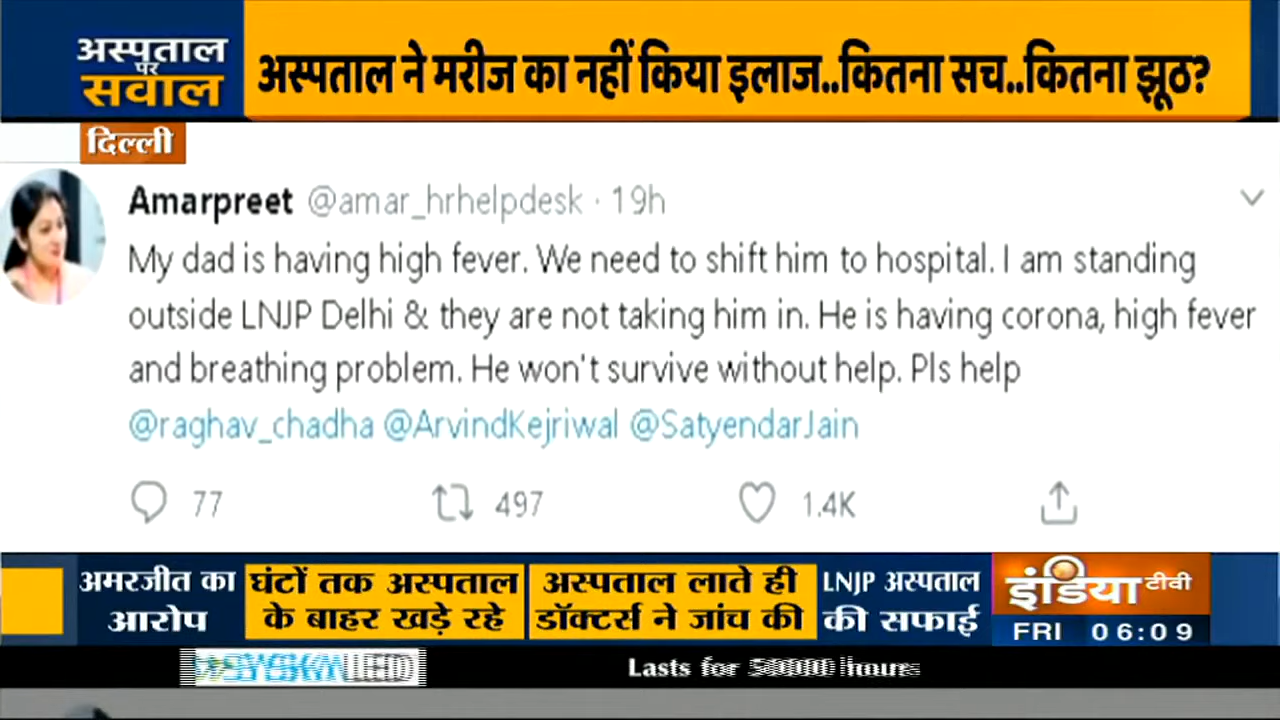 अस्पताल
पर
सवाल
अस्पताल ने मरीज का नहीं किया इलाज..कितना सच..कितना झूठ?
दिल्ली
Amarpreet @amar_hrhelpdesk · 19h
My dad is having high fever. We need to shift him to hospital. I am standing
outside LNJP Delhi & they are not taking him in. He is having corona, high fever
and breathing problem. He won't survive without help. Pls help
@raghav_chadha @ArvindKejriwal @SatyendarJain
77 497 1.4K
अमरजीत का
आरोप
घंटों तक अस्पताल
के बाहर खड़े रहे
अस्पताल लाते ही
डॉक्टर्स ने जांच की
LNJP अस्पताल
की सफाई
इंडिया टीवी
FRI 06:09
Lasts for hours